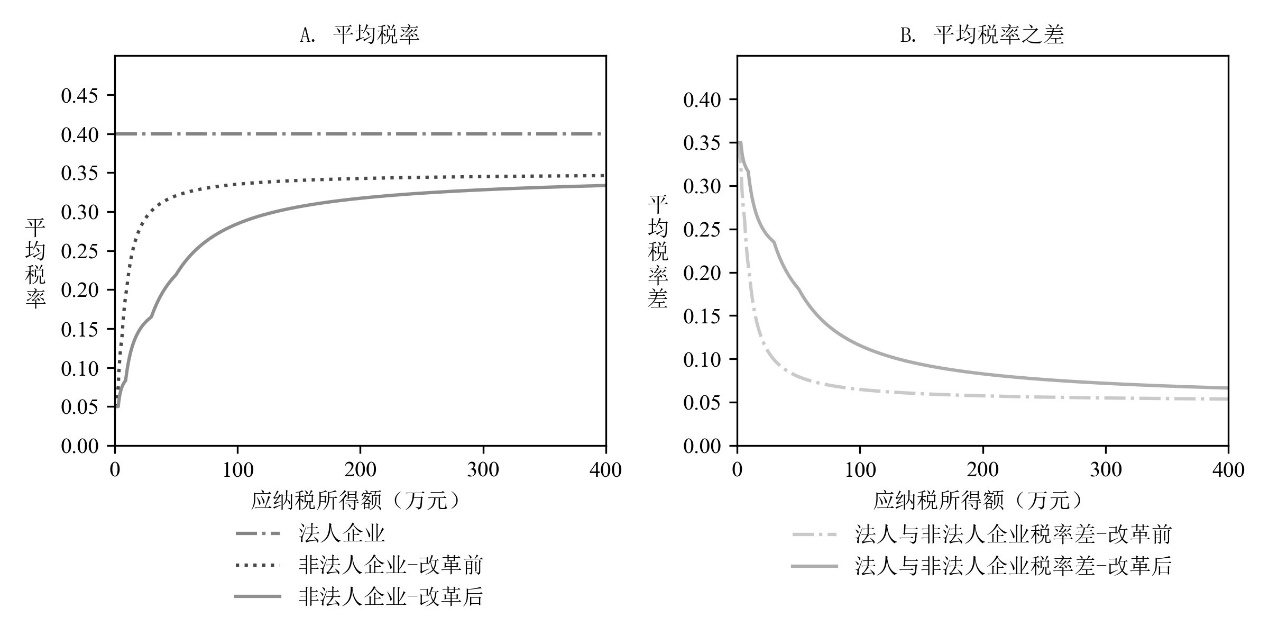 A. 平均税率
0.45
0.40
0.35
0.30
0.25
0.20
0.15
0.10
0.05
0.00
平均税率
0 100 200 300 400
应纳税所得额（万元）
法人企业
非法人企业-改革前
非法人企业-改革后
B. 平均税率之差
0.40
0.35
0.30
0.25
0.20
0.15
0.10
0.05
0.00
平均税率差
0 100 200 300 400
应纳税所得额（万元）
法人与非法人企业税率差-改革前
法人与非法人企业税率差-改革后